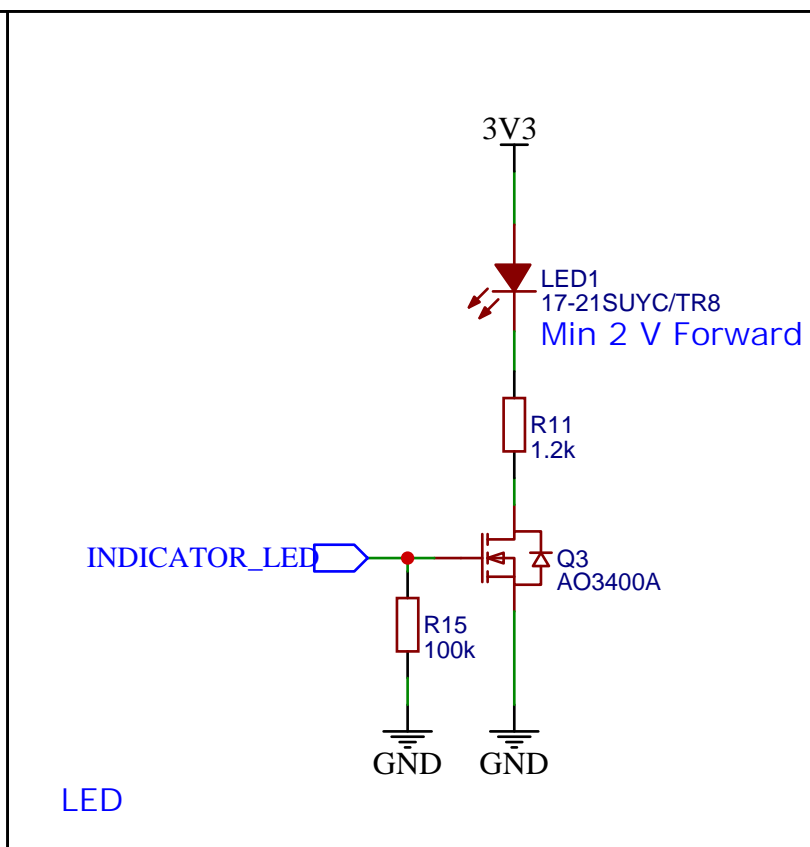 3V3
LED1
17-21SUYC/TR8
Min 2 V Forward
R11
1.2k
INDICATOR_LED
Q3
AO3400A
R15
100k
GND
GND
LED